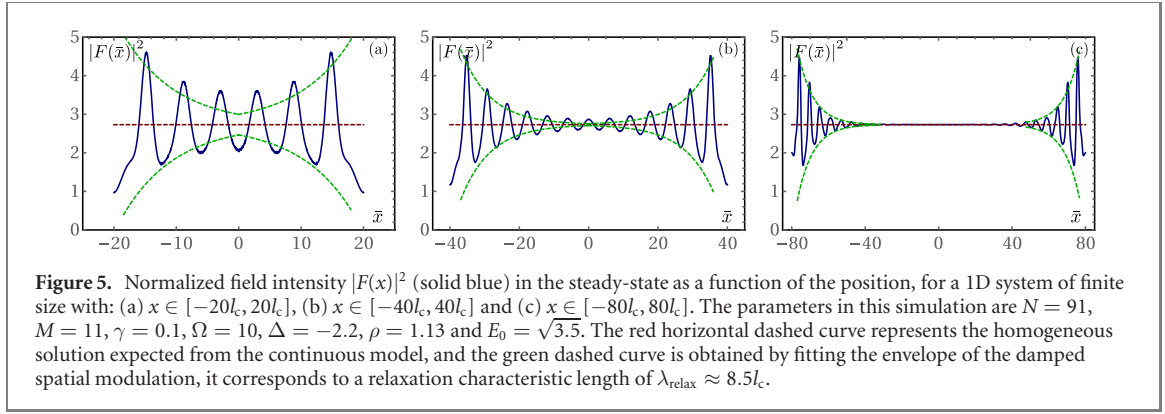 5
4
3
2
1
0
|F(x̄)|²
(a)
x̄
−20 −10 0 10 20
5
4
3
2
1
0
|F(x̄)|²
(b)
x̄
−40 −20 0 20 40
5
4
3
2
1
0
|F(x̄)|²
(c)
x̄
−80 −40 0 40 80
Figure 5. Normalized field intensity |F(x)|² (solid blue) in the steady-state as a function of the position, for a 1D system of finite
size with: (a) x ∈ [−20l_c, 20l_c], (b) x ∈ [−40l_c, 40l_c] and (c) x ∈ [−80l_c, 80l_c]. The parameters in this simulation are N = 91,
M = 11, γ = 0.1, Ω = 10, Δ = −2.2, ρ = 1.13 and E₀ = √3.5. The red horizontal dashed curve represents the homogeneous
solution expected from the continuous model, and the green dashed curve is obtained by fitting the envelope of the damped
spatial modulation, it corresponds to a relaxation characteristic length of λ_relax ≈ 8.5l_c.